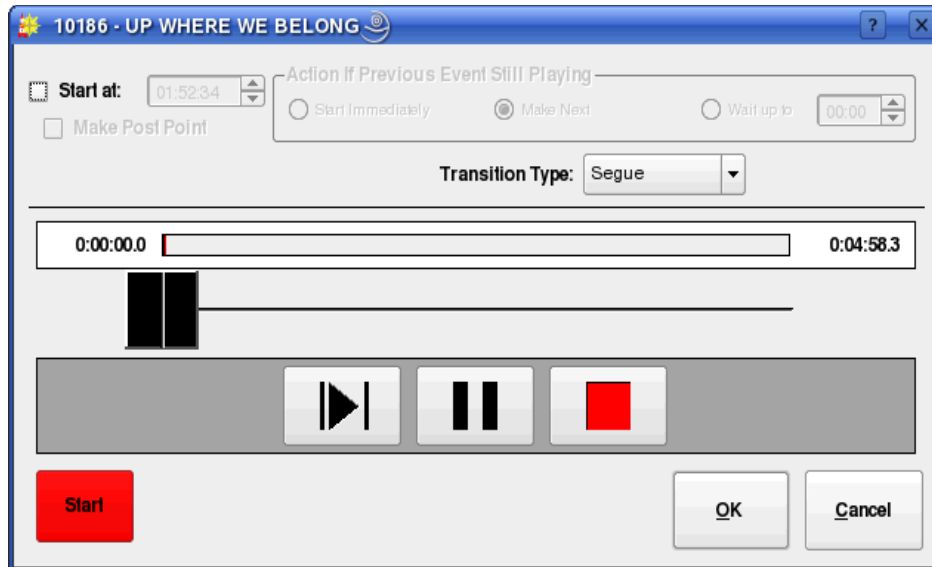 10186 - UP WHERE WE BELONG
?
Start at: 01:52:34
Make Post Point
Action If Previous Event Still Playing
Start Immediately Make Next Wait up to 00:00
Transition Type: Segue
0:00:00.0 0:04:58.3
Start OK Cancel